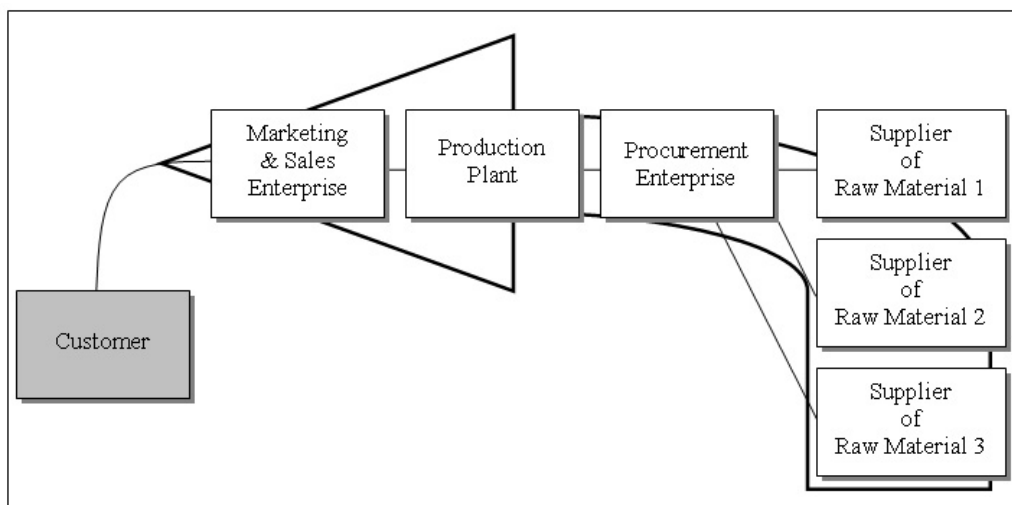 Marketing
& Sales
Enterprise
Production
Plant
Procurement
Enterprise
Supplier
of
Raw Material 1
Supplier
of
Raw Material 2
Supplier
of
Raw Material 3
Customer